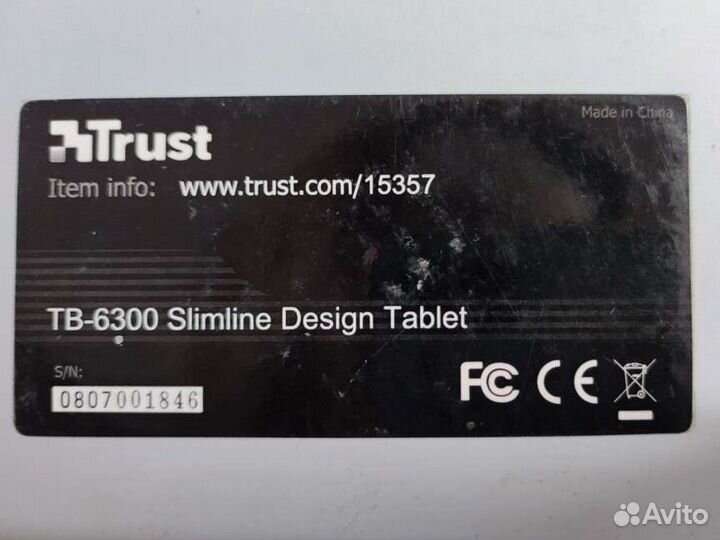 Trust
Made in China
Item info: www.trust.com/15357
TB-6300 Slimline Design Tablet
S/N:
0807001846
FC CE
Avito